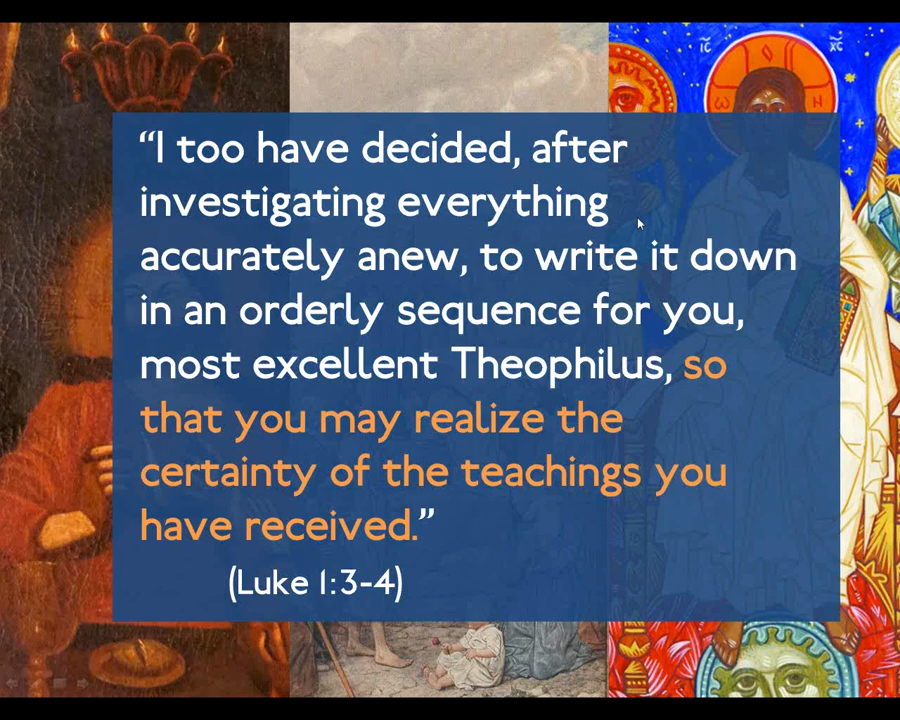 IC XC
ω Ν
“I too have decided, after
investigating everything
accurately anew, to write it down
in an orderly sequence for you,
most excellent Theophilus, so
that you may realize the
certainty of the teachings you
have received.”
(Luke 1:3-4)